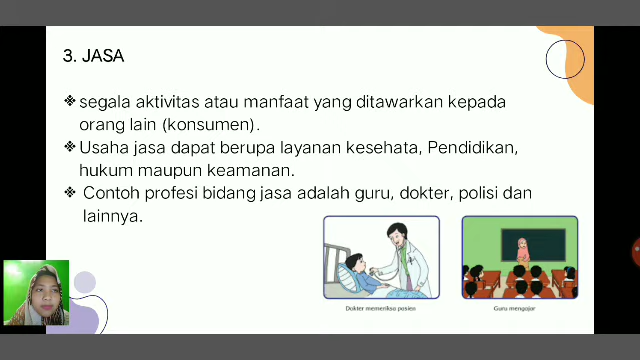 3. JASA
❖ segala aktivitas atau manfaat yang ditawarkan kepada
orang lain (konsumen).
❖ Usaha jasa dapat berupa layanan kesehata, Pendidikan,
hukum maupun keamanan.
❖ Contoh profesi bidang jasa adalah guru, dokter, polisi dan
lainnya.
Dokter memeriksa pasien
Guru mengajar